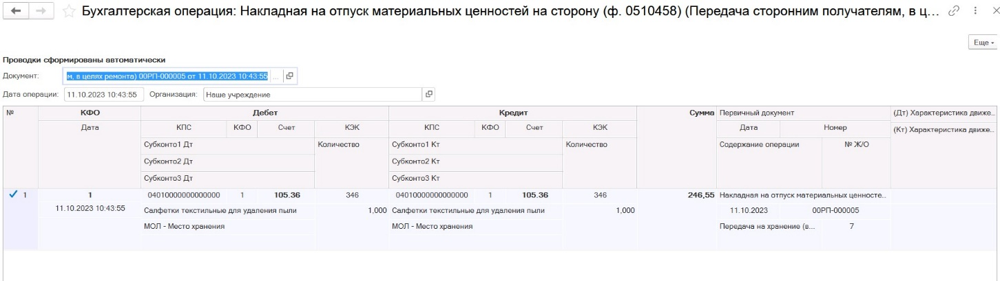 Бухгалтерская операция: Накладная на отпуск материальных ценностей на сторону (ф. 0510458) (Передача сторонним получателям, в ц...
Еще
Проводки сформированы автоматически
Документ: м, в целях ремонта) 00РП-000005 от 11.10.2023 10:43:55 ...
Дата операции: 11.10.2023 10:43:55 Организация: Наше учреждение
№ КФО Дебет Кредит Сумма Первичный документ (Дт) Характеристика движе...
Дата КПС КФО Счет КЭК КПС КФО Счет КЭК Дата Номер (Кт) Характеристика движе...
Субконто1 Дт Количество Субконто1 Кт Количество Содержание операции № Ж/О
Субконто2 Дт Субконто2 Кт
Субконто3 Дт Субконто3 Кт
1 1 04010000000000000 1 105.36 346 04010000000000000 1 105.36 346 246,55 Накладная на отпуск материальных ценносте...
11.10.2023 10:43:55 Салфетки текстильные для удаления пыли 1,000 Салфетки текстильные для удаления пыли 1,000 11.10.2023 00РП-000005
МОЛ - Место хранения МОЛ - Место хранения Передача на хранение (в... 7